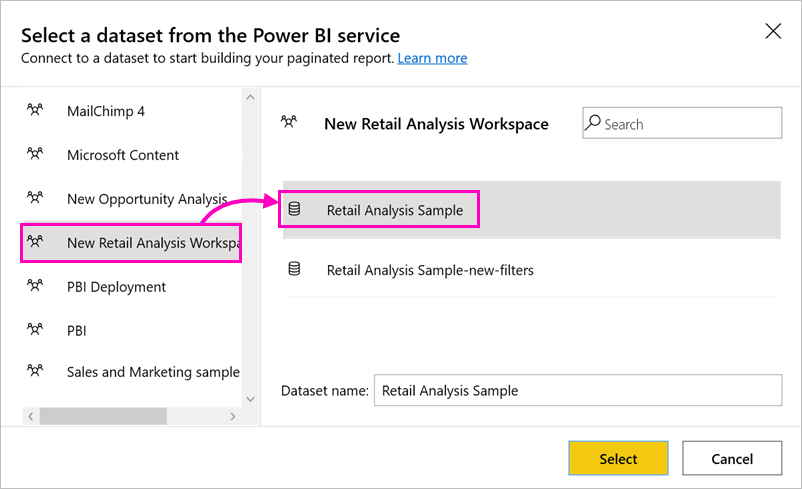 Select a dataset from the Power BI service
Connect to a dataset to start building your paginated report. Learn more
MailChimp 4
Microsoft Content
New Opportunity Analysis
New Retail Analysis Workspa
PBI Deployment
PBI
Sales and Marketing sample
New Retail Analysis Workspace
Search
Retail Analysis Sample
Retail Analysis Sample-new-filters
Dataset name: Retail Analysis Sample
Select
Cancel